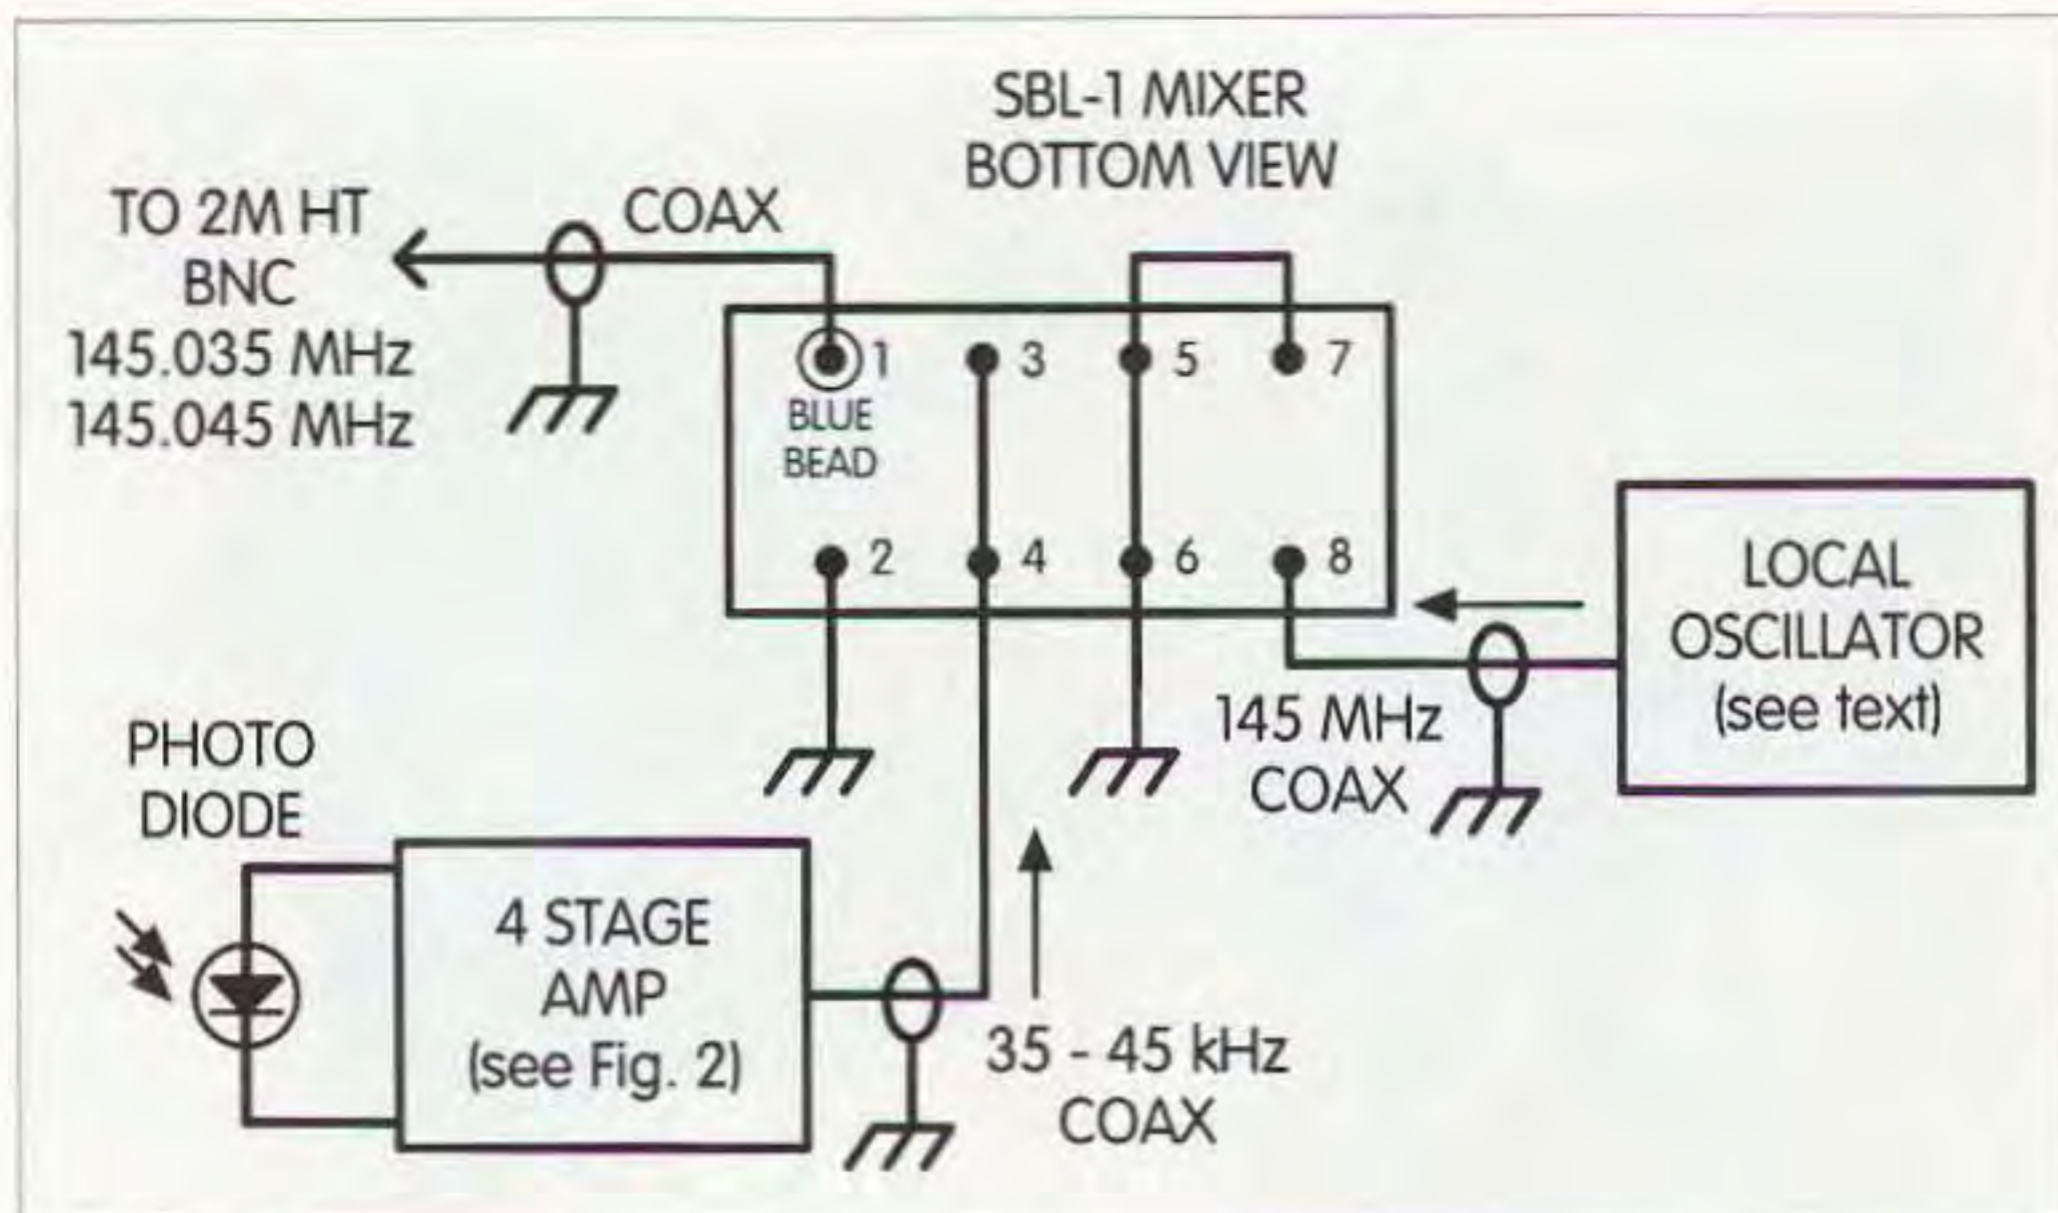 SBL-1 MIXER
BOTTOM VIEW
TO 2M HT
BNC
145.035 MHz
145.045 MHz
COAX
1
3
5
7
BLUE
BEAD
2
4
6
8
LOCAL
OSCILLATOR
(see text)
145 MHz
COAX
PHOTO
DIODE
4 STAGE
AMP
(see Fig. 2)
35 - 45 kHz
COAX